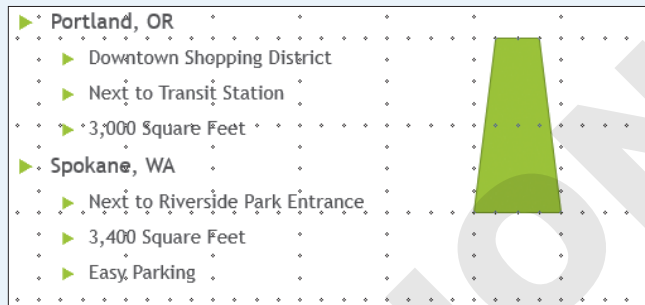 Portland, OR
Downtown Shopping District
Next to Transit Station
3,000 Square Feet
Spokane, WA
Next to Riverside Park Entrance
3,400 Square Feet
Easy Parking